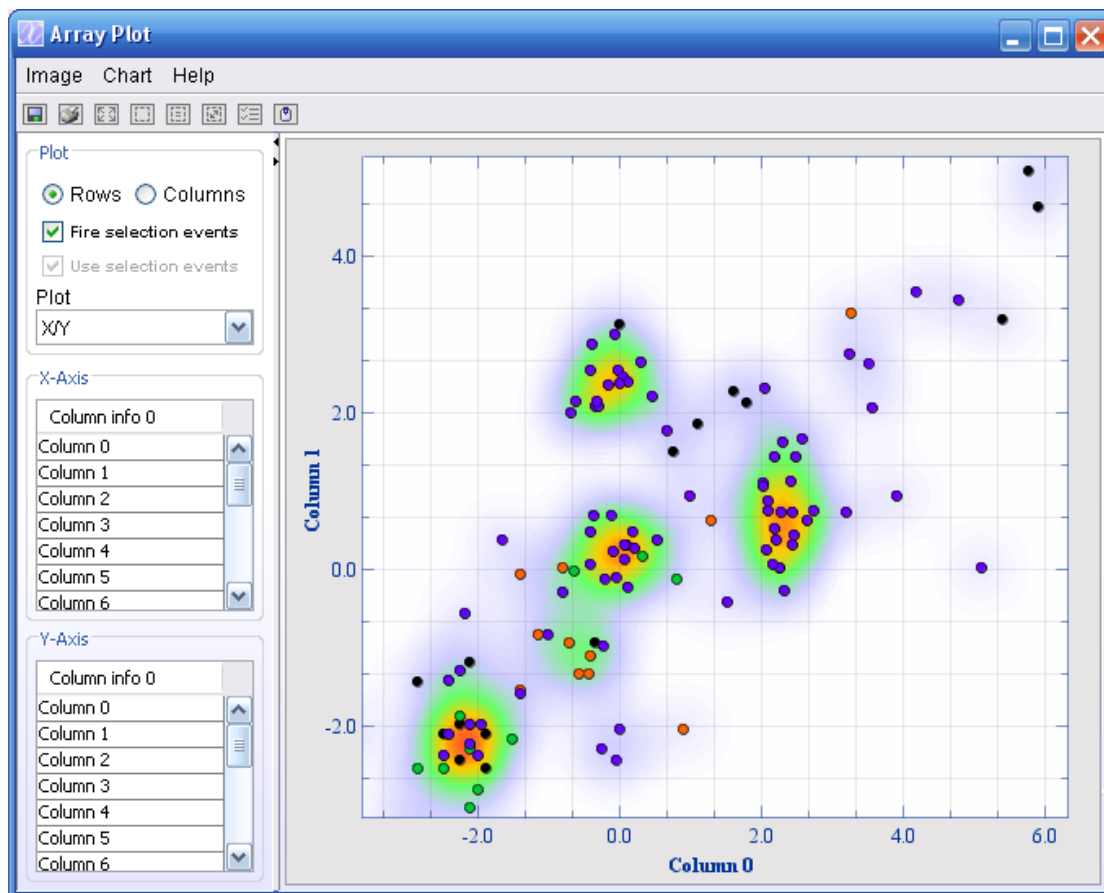 Array Plot
Image Chart Help
Plot
Rows Columns
Fire selection events
Use selection events
Plot
X/Y
X-Axis
Column info 0
Column 0
Column 1
Column 2
Column 3
Column 4
Column 5
Column 6
Y-Axis
Column info 0
Column 0
Column 1
Column 2
Column 3
Column 4
Column 5
Column 6
Column 1
4.0
2.0
0.0
-2.0
-2.0 0.0 2.0 4.0 6.0
Column 0